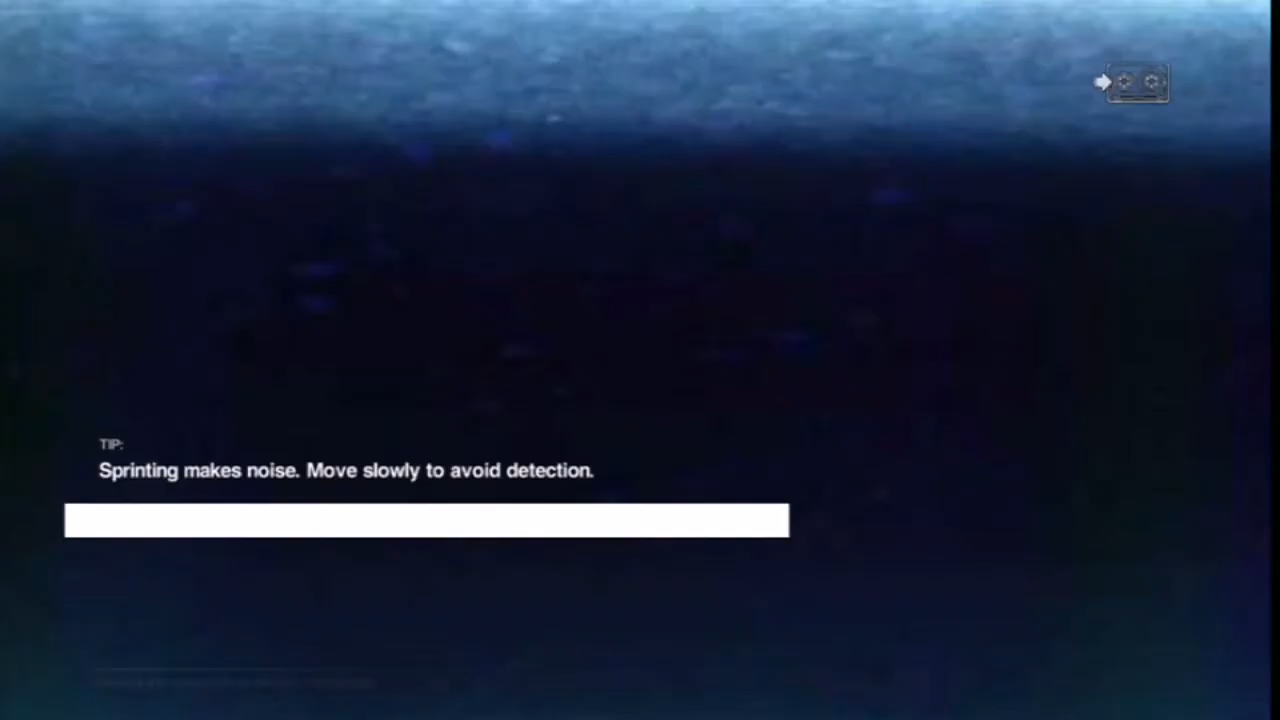 TIP:
Sprinting makes noise. Move slowly to avoid detection.